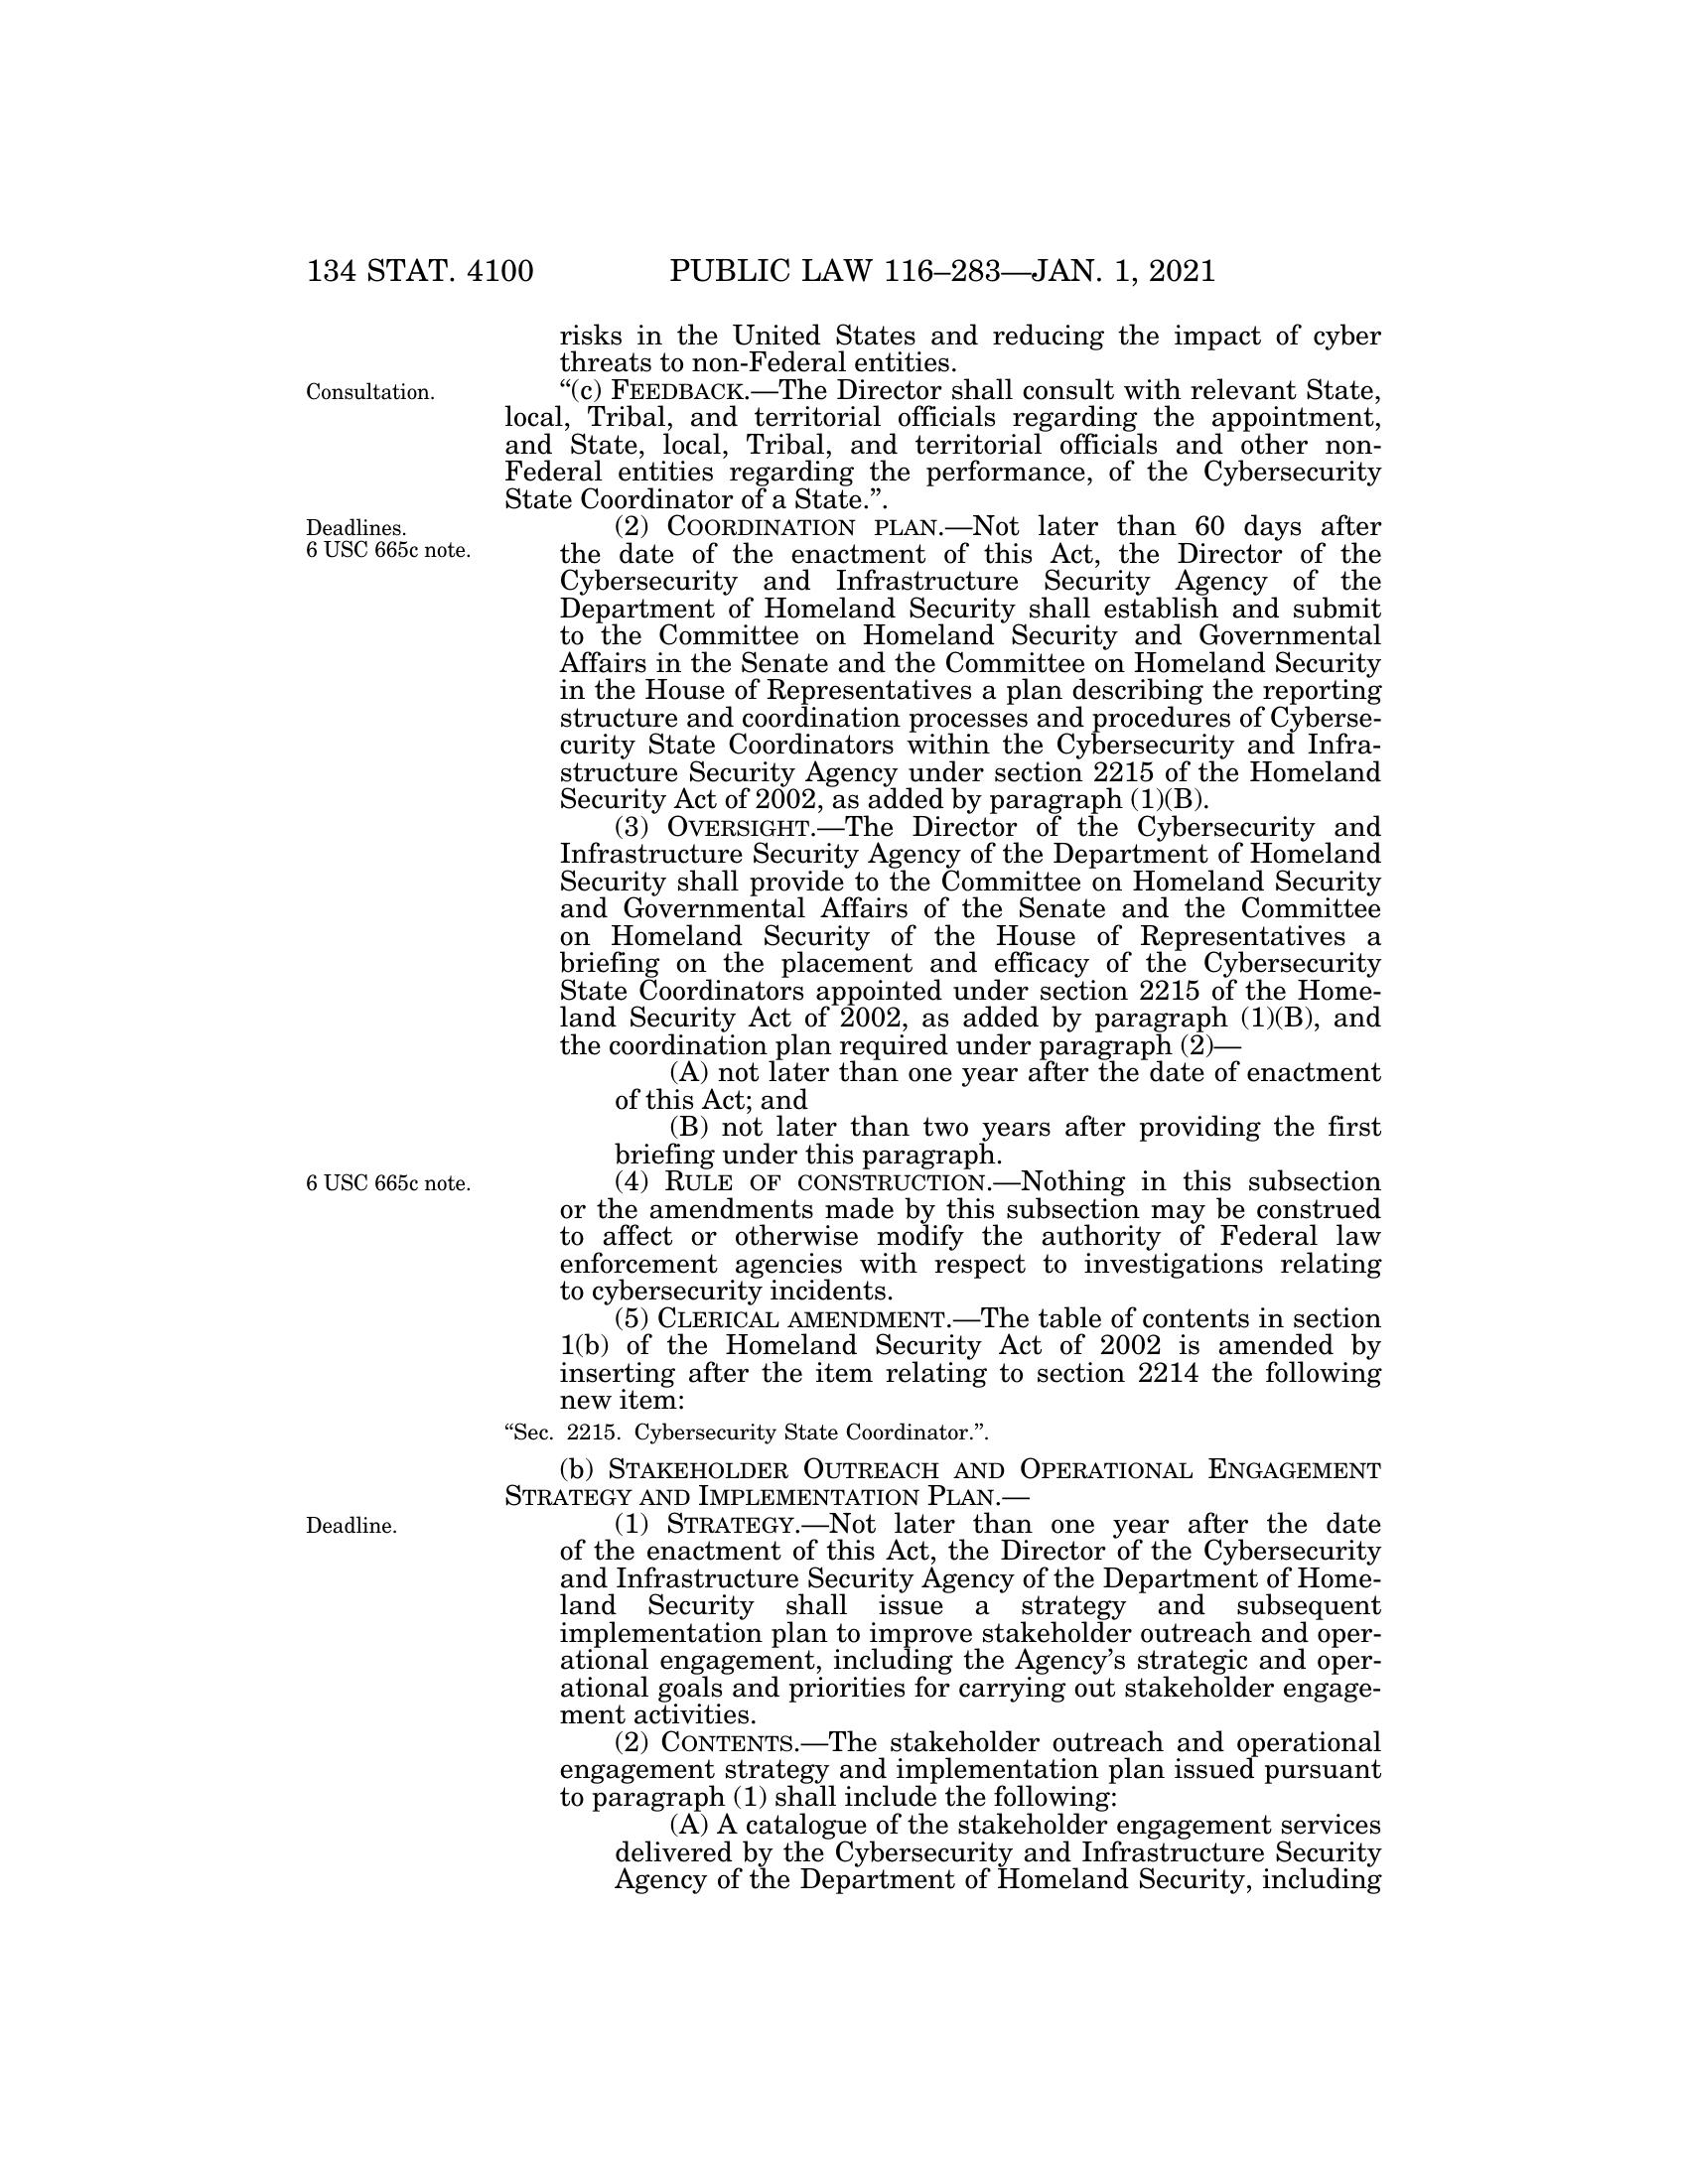 134 STAT. 4100 PUBLIC LAW 116–283—JAN. 1, 2021
risks in the United States and reducing the impact of cyber
threats to non-Federal entities.
Consultation.
“(c) FEEDBACK.—The Director shall consult with relevant State,
local, Tribal, and territorial officials regarding the appointment,
and State, local, Tribal, and territorial officials and other non-
Federal entities regarding the performance, of the Cybersecurity
State Coordinator of a State.”.
Deadlines.
6 USC 665c note.
(2) COORDINATION PLAN.—Not later than 60 days after
the date of the enactment of this Act, the Director of the
Cybersecurity and Infrastructure Security Agency of the
Department of Homeland Security shall establish and submit
to the Committee on Homeland Security and Governmental
Affairs in the Senate and the Committee on Homeland Security
in the House of Representatives a plan describing the reporting
structure and coordination processes and procedures of Cyberse-
curity State Coordinators within the Cybersecurity and Infra-
structure Security Agency under section 2215 of the Homeland
Security Act of 2002, as added by paragraph (1)(B).
(3) OVERSIGHT.—The Director of the Cybersecurity and
Infrastructure Security Agency of the Department of Homeland
Security shall provide to the Committee on Homeland Security
and Governmental Affairs of the Senate and the Committee
on Homeland Security of the House of Representatives a
briefing on the placement and efficacy of the Cybersecurity
State Coordinators appointed under section 2215 of the Home-
land Security Act of 2002, as added by paragraph (1)(B), and
the coordination plan required under paragraph (2)—
(A) not later than one year after the date of enactment
of this Act; and
(B) not later than two years after providing the first
briefing under this paragraph.
6 USC 665c note.
(4) RULE OF CONSTRUCTION.—Nothing in this subsection
or the amendments made by this subsection may be construed
to affect or otherwise modify the authority of Federal law
enforcement agencies with respect to investigations relating
to cybersecurity incidents.
(5) CLERICAL AMENDMENT.—The table of contents in section
1(b) of the Homeland Security Act of 2002 is amended by
inserting after the item relating to section 2214 the following
new item:
“Sec. 2215. Cybersecurity State Coordinator.”.
(b) STAKEHOLDER OUTREACH AND OPERATIONAL ENGAGEMENT
STRATEGY AND IMPLEMENTATION PLAN.—
Deadline.
(1) STRATEGY.—Not later than one year after the date
of the enactment of this Act, the Director of the Cybersecurity
and Infrastructure Security Agency of the Department of Home-
land Security shall issue a strategy and subsequent
implementation plan to improve stakeholder outreach and oper-
ational engagement, including the Agency’s strategic and oper-
ational goals and priorities for carrying out stakeholder engage-
ment activities.
(2) CONTENTS.—The stakeholder outreach and operational
engagement strategy and implementation plan issued pursuant
to paragraph (1) shall include the following:
(A) A catalogue of the stakeholder engagement services
delivered by the Cybersecurity and Infrastructure Security
Agency of the Department of Homeland Security, including